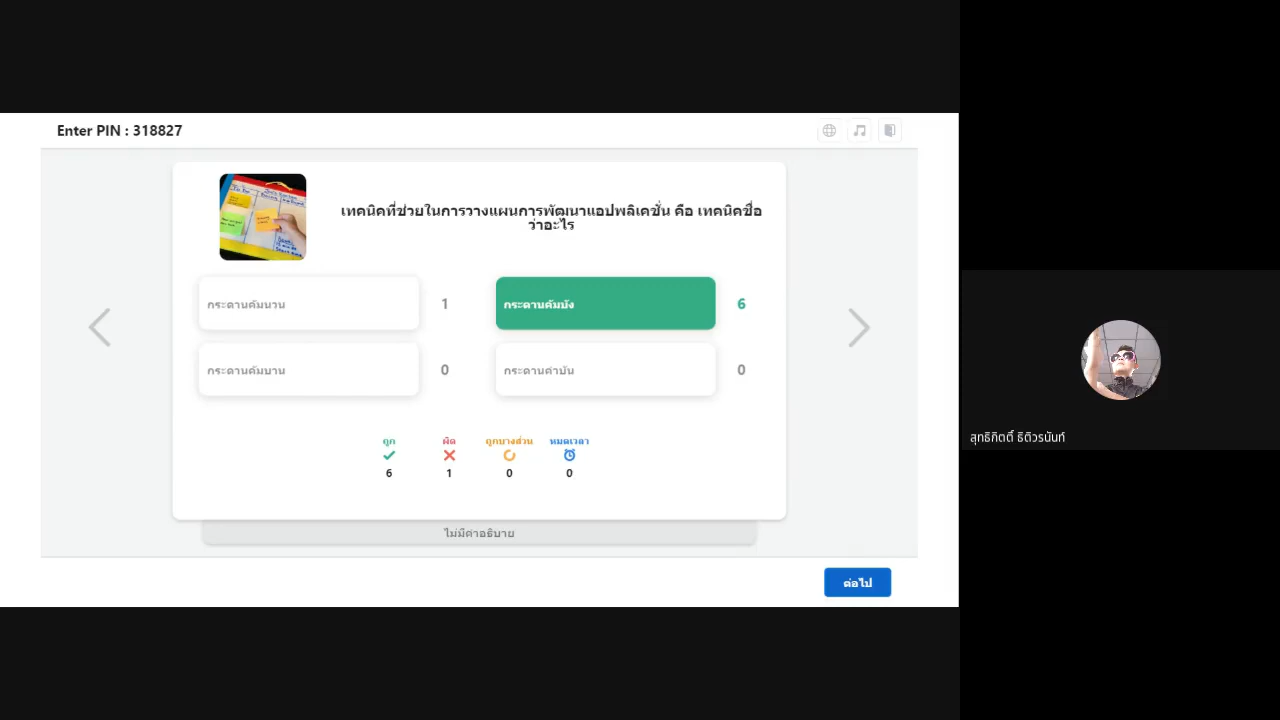 Enter PIN : 318827
เทคนิคที่ช่วยในการวางแผนการพัฒนาแอปพลิเคชั่น คือ เทคนิคชื่อ
ว่าอะไร
กระดานคัมนวน 1
กระดานคัมบัง 6
กระดานคัมบาน 0
กระดานคำบัน 0
ถูก ผิด ถูกบางส่วน หมดเวลา
6 1 0 0
ไม่มีคำอธิบาย
ต่อไป
สุทธิกิตติ์ ธิติวรนันท์